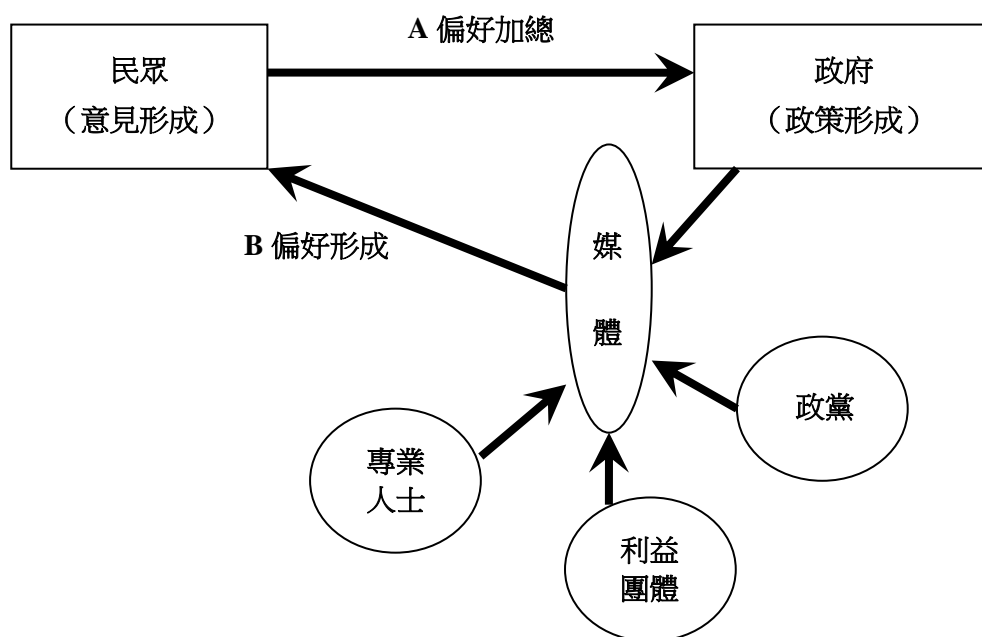 A 偏好加總
民眾
（意見形成）
政府
（政策形成）
B 偏好形成
媒
體
政黨
專業
人士
利益
團體